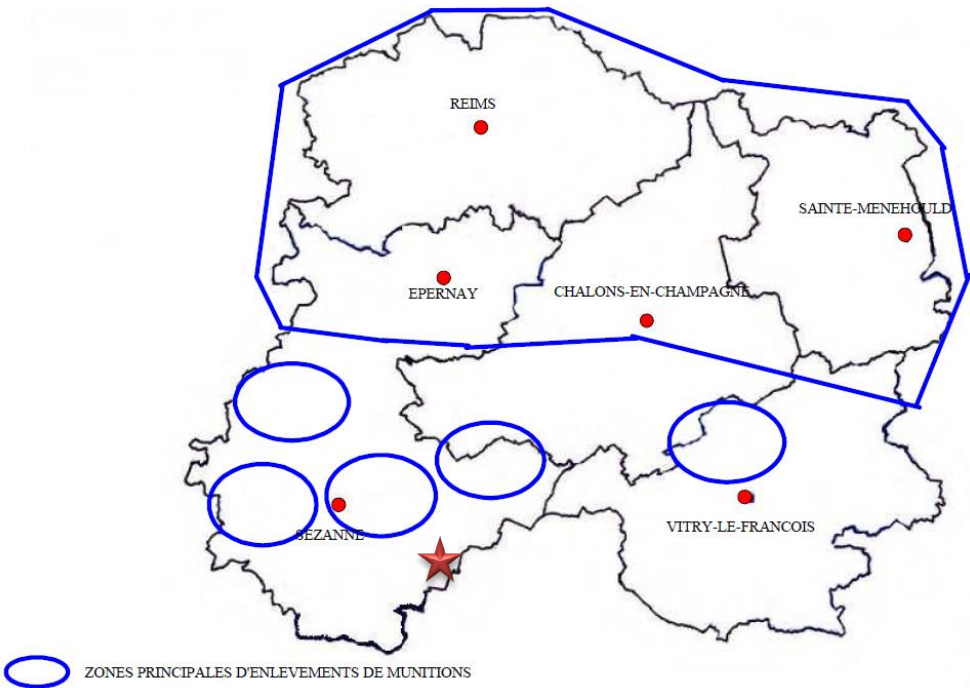 REIMS
SAINTE-MENEHOULD
EPERNAY
CHALONS-EN-CHAMPAGNE
SEZANNE
VITRY-LE-FRANCOIS
ZONES PRINCIPALES D'ENLEVEMENTS DE MUNITIONS